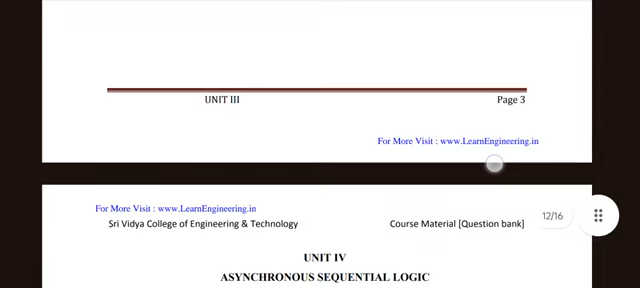 UNIT III Page 3
For More Visit : www.LearnEngineering.in
For More Visit : www.LearnEngineering.in
Sri Vidya College of Engineering & Technology Course Material [Question bank]
12/16
UNIT IV
ASYNCHRONOUS SEQUENTIAL LOGIC